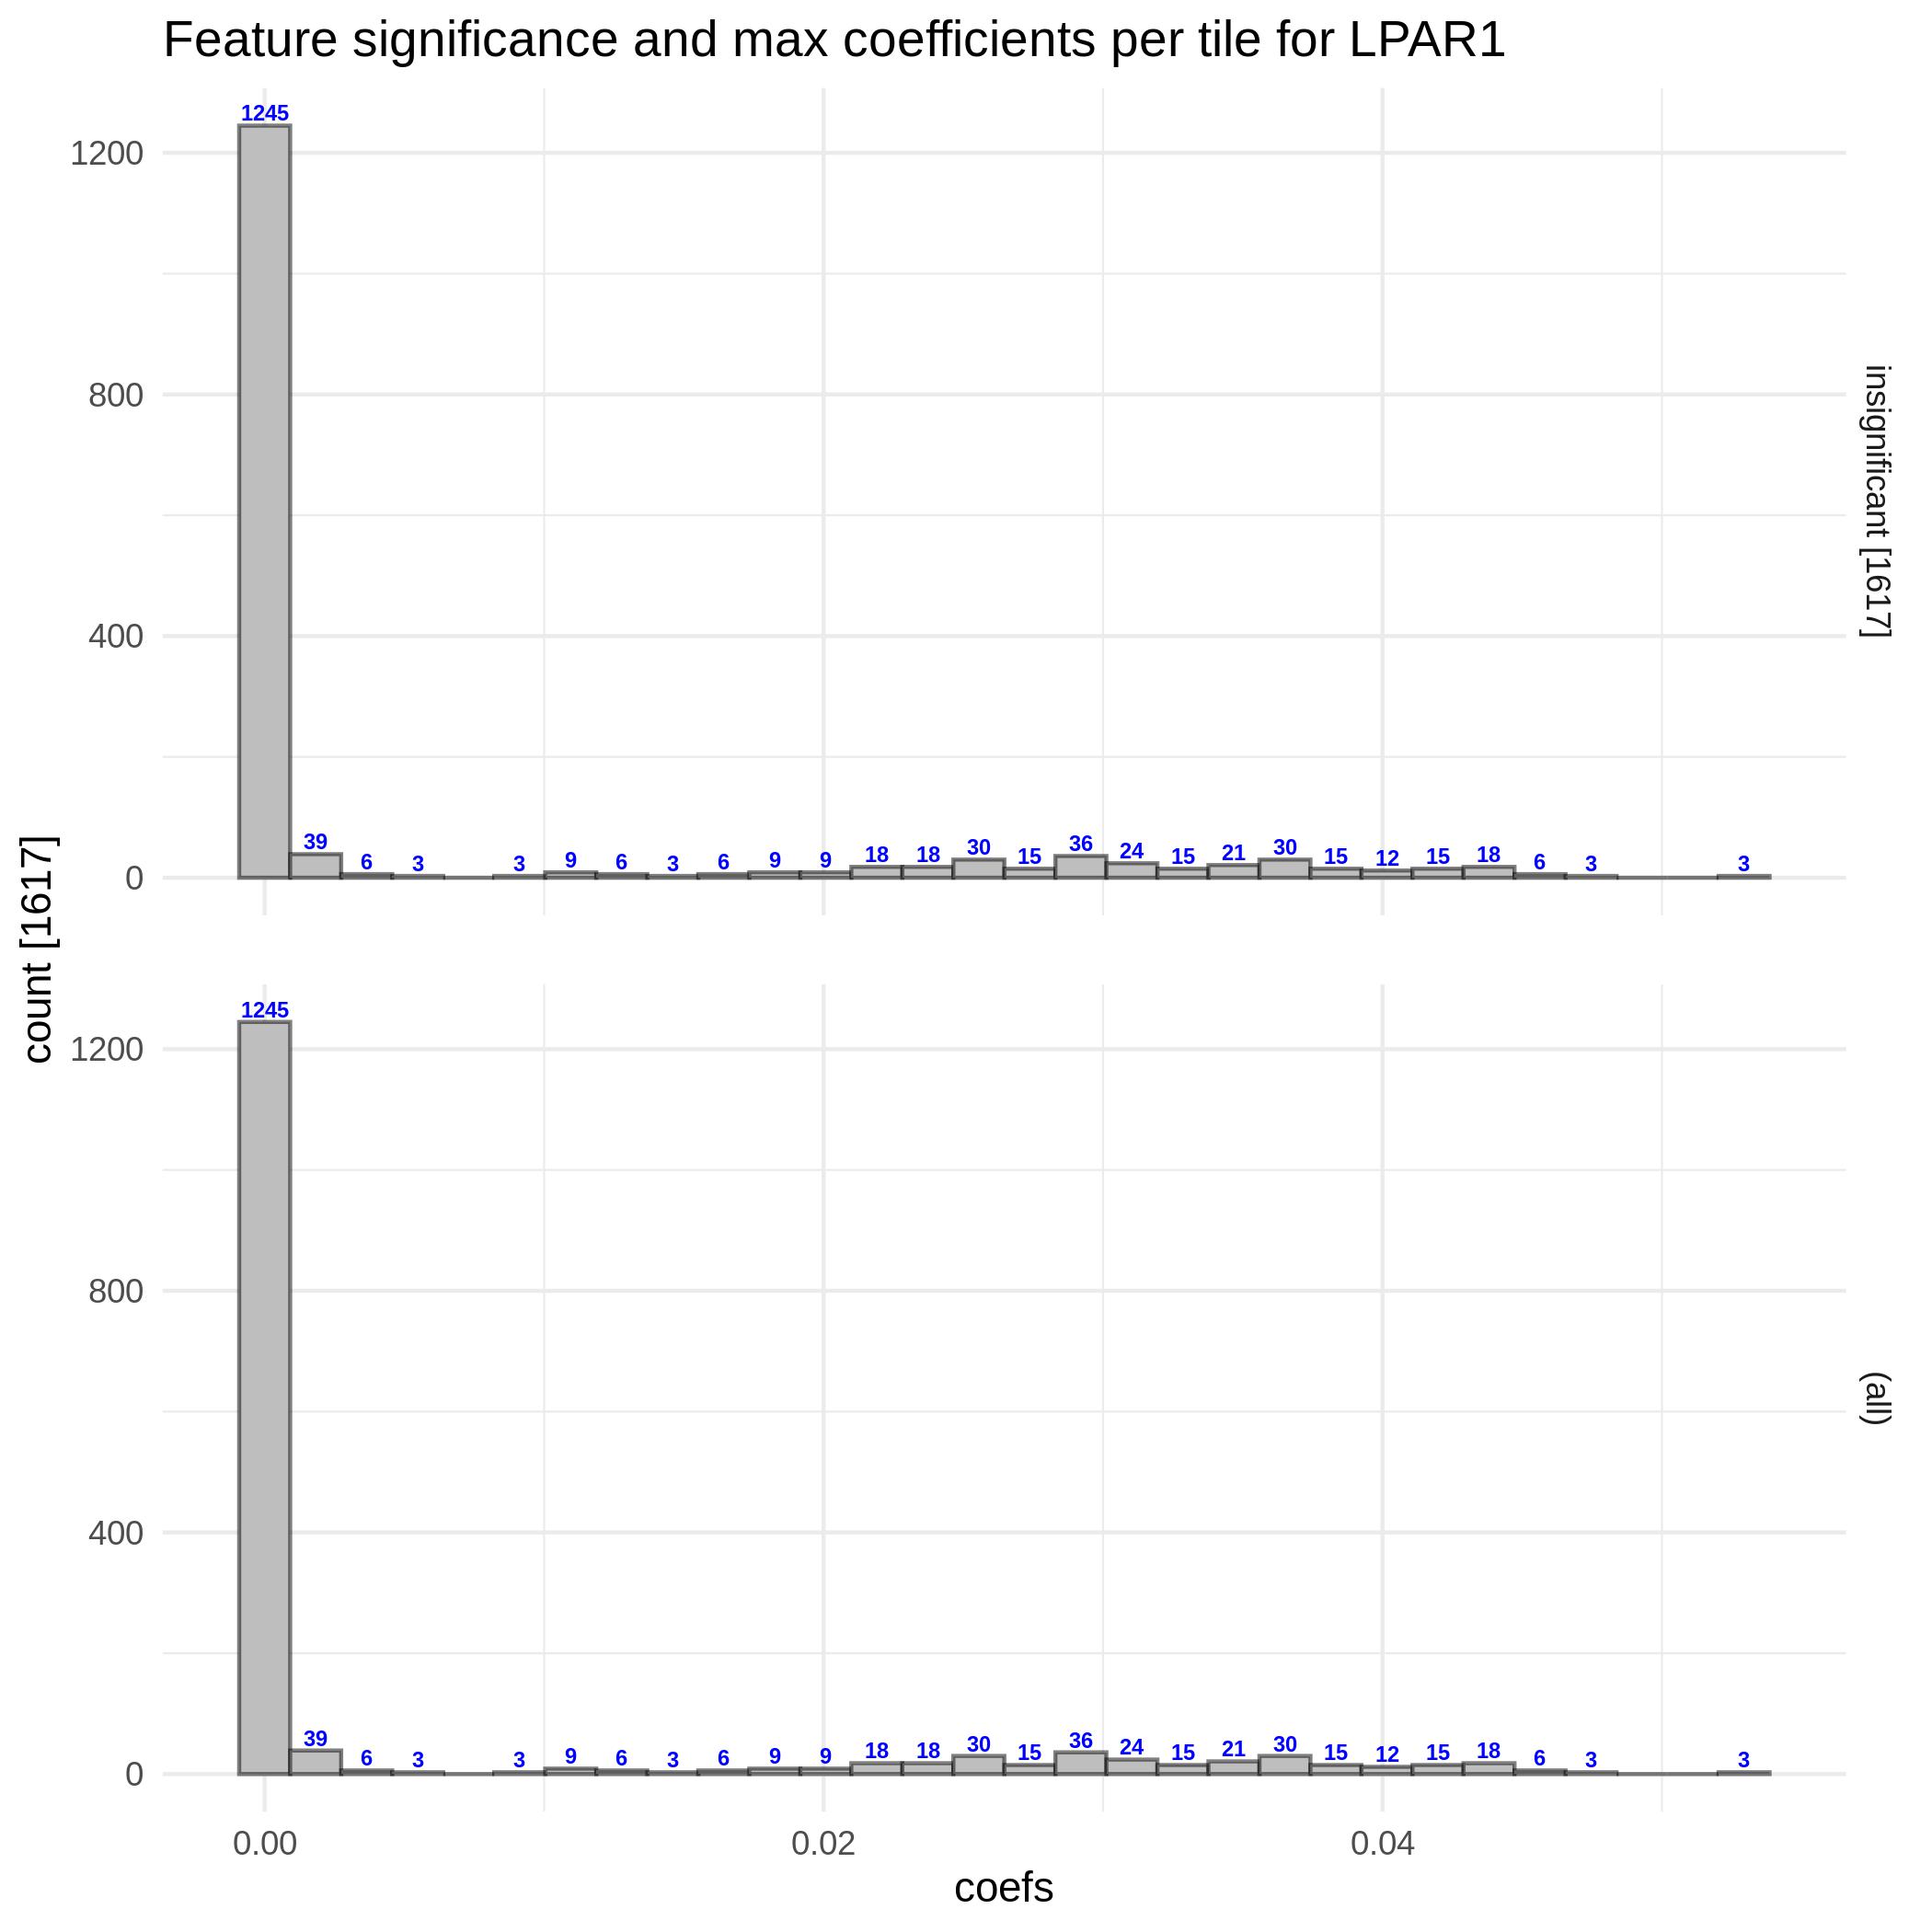 Feature significance and max coefficients per tile for LPAR1
count [1617]
1200
800
400
0
1245
39 6 3 3 9 6 3 6 9 9 18 18 30 15 36 24 15 21 30 15 12 15 18 6 3 3
insignificant [1617]
1200
800
400
0
1245
39 6 3 3 9 6 3 6 9 9 18 18 30 15 36 24 15 21 30 15 12 15 18 6 3 3
(all)
0.00 0.02 0.04
coefs